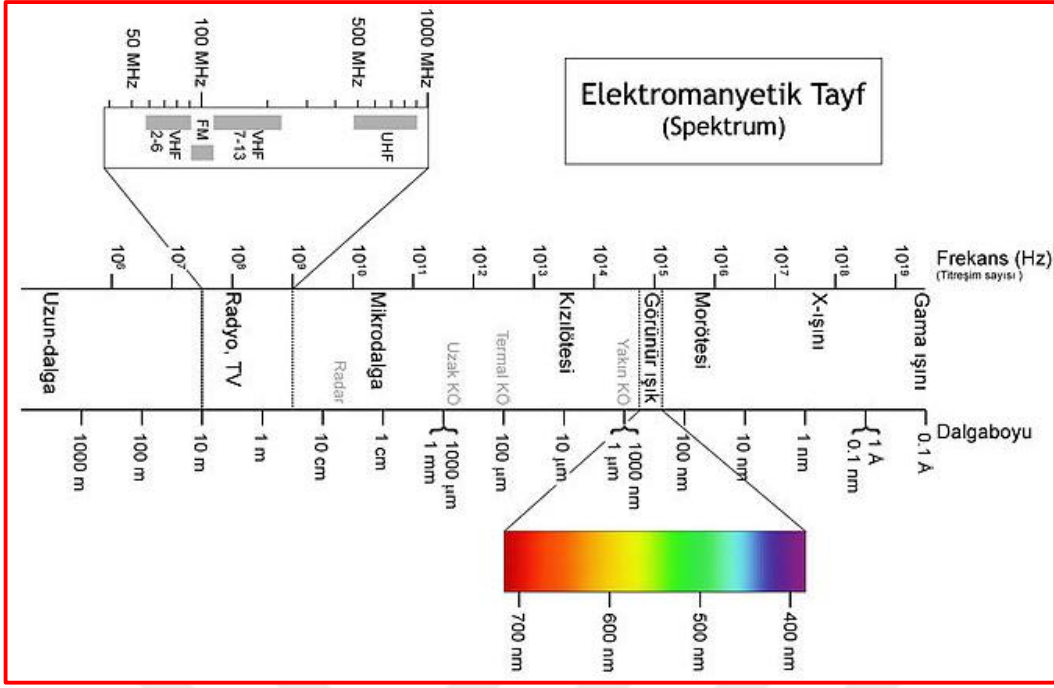 Elektromanyetik Tayf
(Spektrum)
50 MHz
100 MHz
500 MHz
1000 MHz
VHF
2-6
FM
VHF
7-13
UHF
10⁶
10⁷
10⁸
10⁹
10¹⁰
10¹¹
10¹²
10¹³
10¹⁴
10¹⁵
10¹⁶
10¹⁷
10¹⁸
10¹⁹
Frekans (Hz)
(Titreşim sayısı )
Uzun-dalga
Radyo, TV
Radar
Mikrodalga
Uzak KÖ
Termal KÖ
Kızılötesi
Yakın KÖ
Görünür ışık
Morötesi
X-ışını
Gama ışını
Dalgaboyu
1000 m
100 m
10 m
1 m
10 cm
1 cm
1000 µm
1 mm
100 µm
10 µm
1000 nm
1 µm
100 nm
10 nm
1 nm
1 Å
0.1 nm
0.1 Å
700 nm
600 nm
500 nm
400 nm